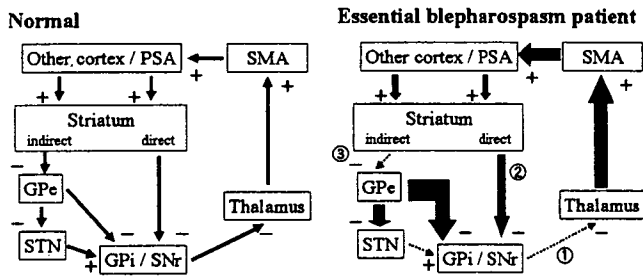 Normal
Other cortex / PSA
SMA
+
+
+
+
Striatum
indirect
direct
−
GPe
−
−
−
Thalamus
−
STN
+
GPi / SNr
Essential blepharospasm patient
Other cortex / PSA
SMA
+
+
+
+
Striatum
indirect
direct
③
−
②
GPe
−
−
−
Thalamus
−
①
STN
+
GPi / SNr